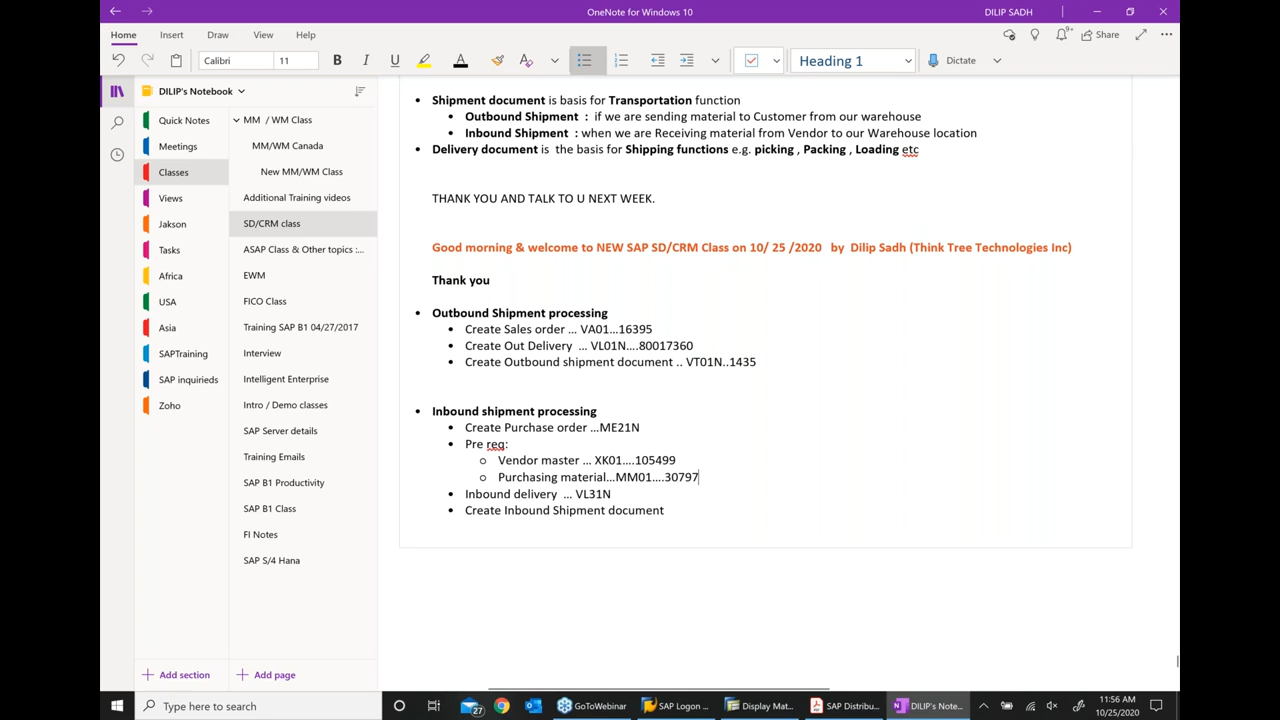 OneNote for Windows 10
DILIP SADH
Home
Insert
Draw
View
Help
9+
Share
Calibri
11
B
I
U
A
A
Heading 1
Dictate
DILIP's Notebook
Quick Notes
Meetings
Classes
Views
Jakson
Tasks
Africa
USA
Asia
SAPTraining
SAP inquirieds
Zoho
Add section
MM / WM Class
MM/WM Canada
New MM/WM Class
Additional Training videos
SD/CRM class
ASAP Class & Other topics :...
EWM
FICO Class
Training SAP B1 04/27/2017
Interview
Intelligent Enterprise
Intro / Demo classes
SAP Server details
Training Emails
SAP B1 Productivity
SAP B1 Class
FI Notes
SAP S/4 Hana
Add page
Shipment document is basis for Transportation function
Outbound Shipment : if we are sending material to Customer from our warehouse
Inbound Shipment : when we are Receiving material from Vendor to our Warehouse location
Delivery document is the basis for Shipping functions e.g. picking , Packing , Loading etc
THANK YOU AND TALK TO U NEXT WEEK.
Good morning & welcome to NEW SAP SD/CRM Class on 10/ 25 /2020 by Dilip Sadh (Think Tree Technologies Inc)
Thank you
Outbound Shipment processing
Create Sales order ... VA01...16395
Create Out Delivery ... VL01N....80017360
Create Outbound shipment document .. VT01N..1435
Inbound shipment processing
Create Purchase order ...ME21N
Pre req:
Vendor master ... XK01....105499
Purchasing material...MM01....30797
Inbound delivery ... VL31N
Create Inbound Shipment document
Type here to search
27
GoToWebinar
SAP Logon ...
Display Mat...
SAP Distribu...
DILIP's Note...
11:56 AM
10/25/2020